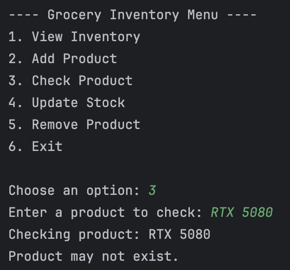 ---- Grocery Inventory Menu ----
1. View Inventory
2. Add Product
3. Check Product
4. Update Stock
5. Remove Product
6. Exit
Choose an option: 3
Enter a product to check: RTX 5080
Checking product: RTX 5080
Product may not exist.